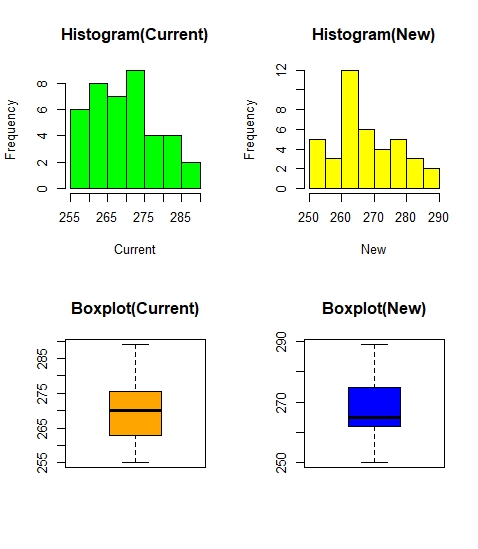 Histogram(Current)
Histogram(New)
Frequency
0 2 4 6 8
255 265 275 285
Current
Frequency
0 2 4 6 8 12
250 260 270 280 290
New
Boxplot(Current)
Boxplot(New)
255 265 275 285
250 270 290